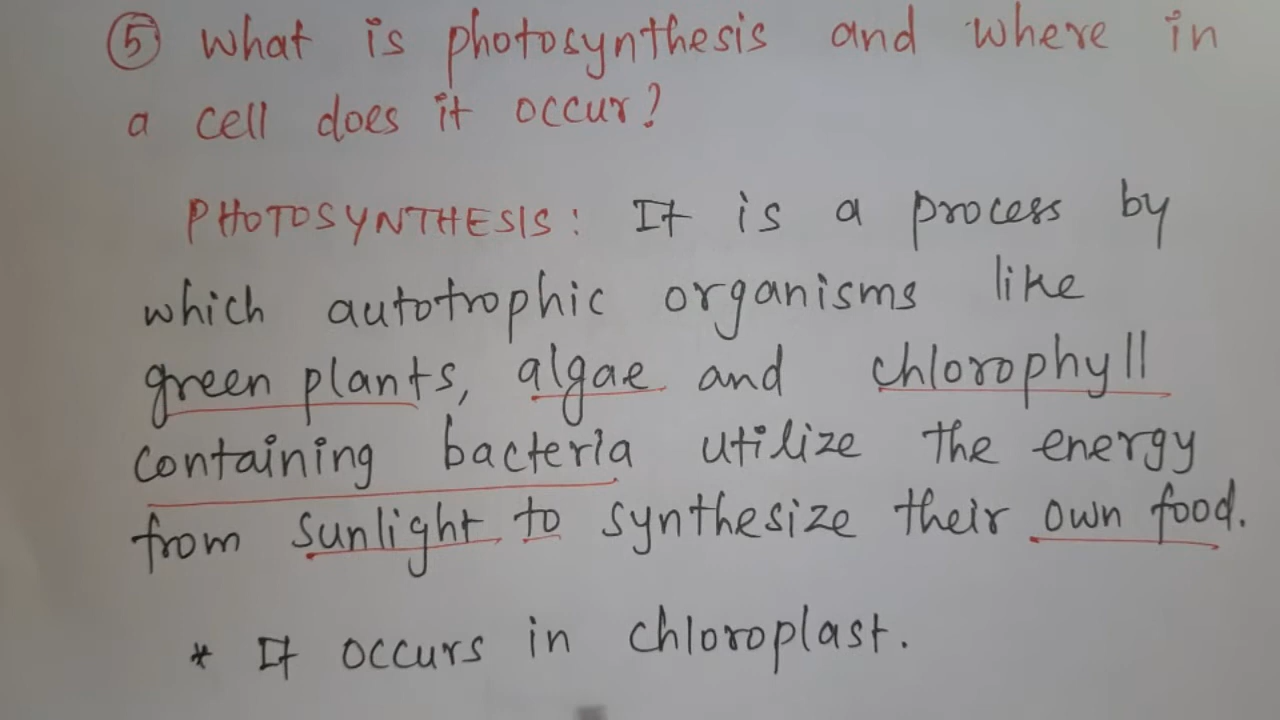 ⑤ What is photosynthesis and where in
a cell does it occur?
PHOTOSYNTHESIS: It is a process by
which autotrophic organisms like
green plants, algae and chlorophyll
containing bacteria utilize the energy
from sunlight to synthesize their own food.
* It occurs in chloroplast.